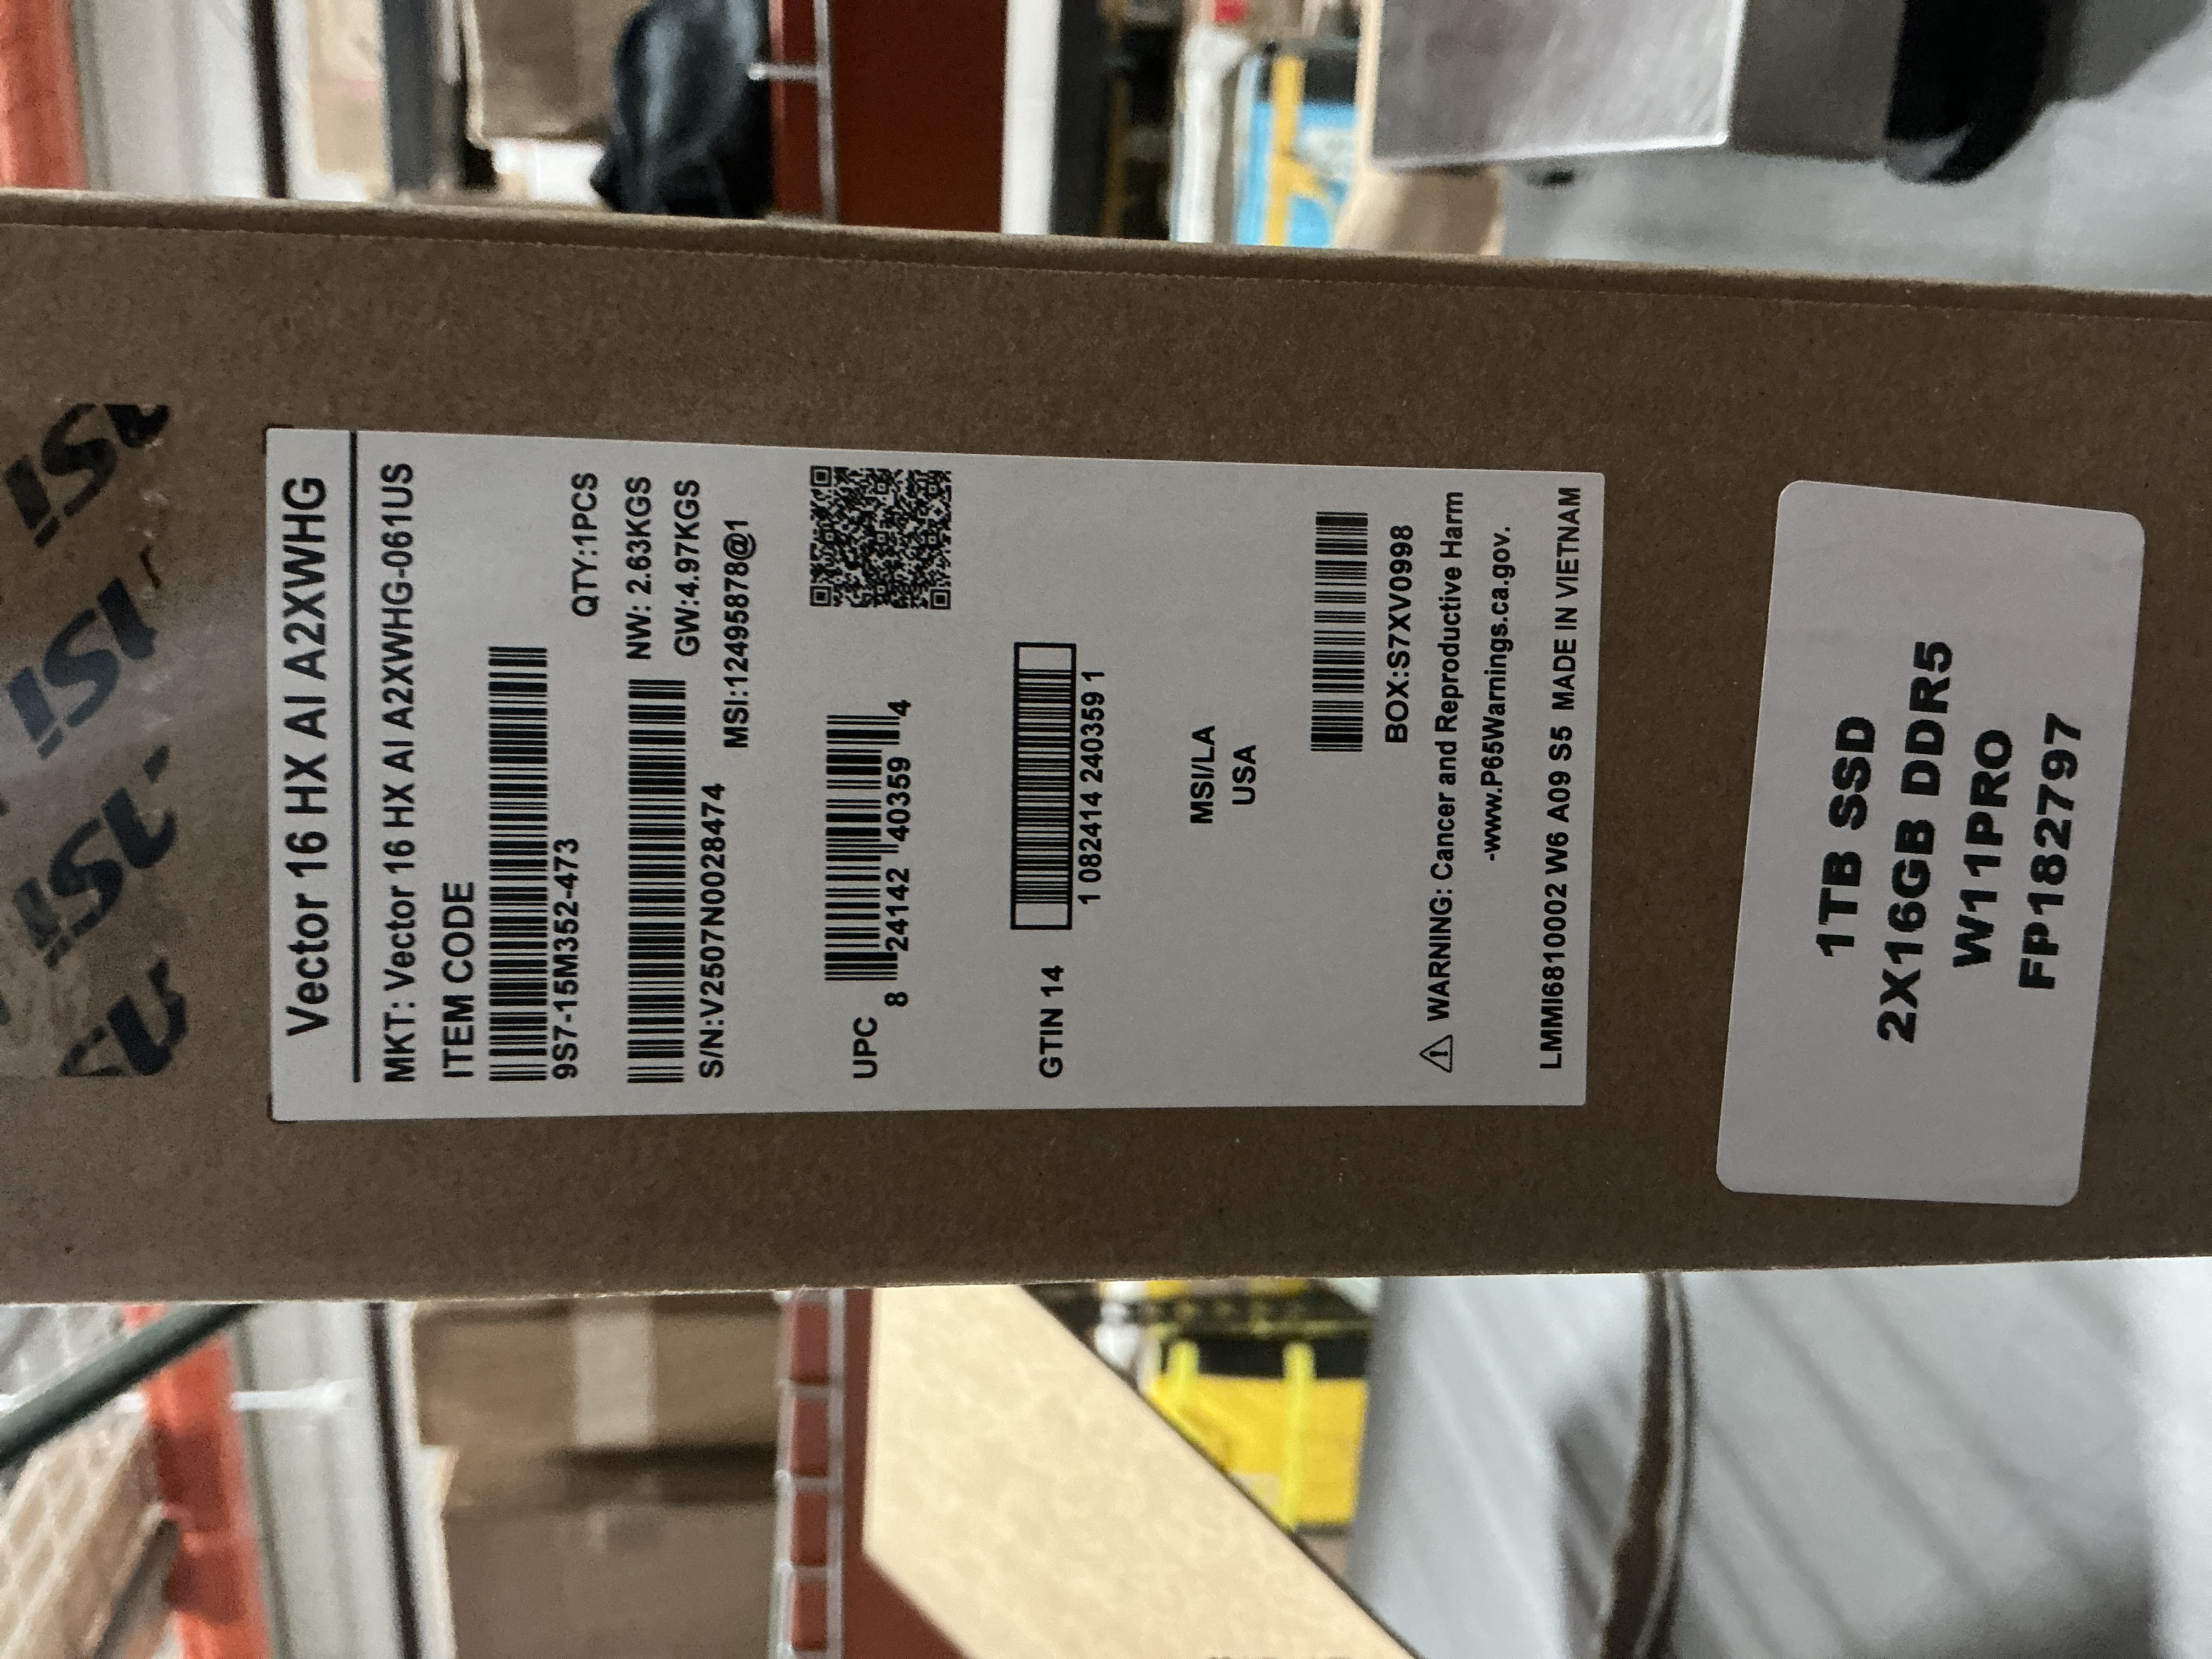 Vector 16 HX AI A2XWHG
MKT: Vector 16 HX AI A2XWHG-061US
ITEM CODE
9S7-15M352-473
QTY:1PCS
NW: 2.63KGS
GW:4.97KGS
S/N:V2507N0028474
MSI:12495878@1
UPC
8 24142 40359 4
GTIN 14
1 0824142 40359 1
MSI/LA
USA
BOX:S7XV0998
WARNING: Cancer and Reproductive Harm
-www.P65Warnings.ca.gov.
LMMI6810002 W6 A09 S5 MADE IN VIETNAM
1TB SSD
2X16GB DDR5
W11PRO
FP182797